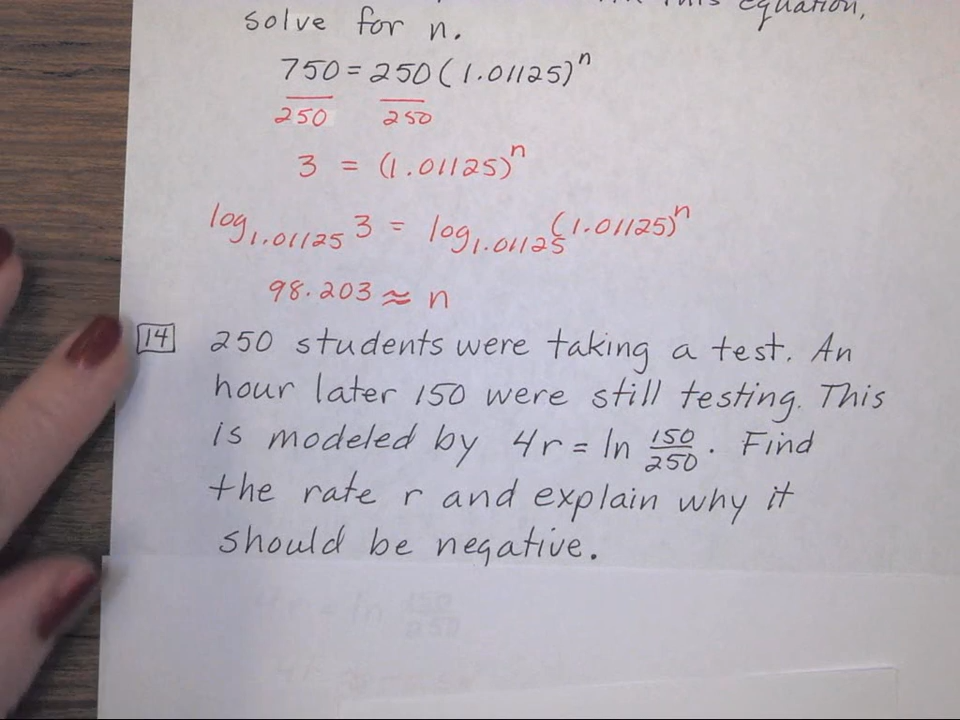 this equation,
solve for n.
750 = 250(1.01125)ⁿ
250 250
3 = (1.01125)ⁿ
log₁.₀₁₁₂₅ 3 = log₁.₀₁₁₂₅ (1.01125)ⁿ
98.203 ≈ n
14 250 students were taking a test. An
hour later 150 were still testing. This
is modeled by 4r = ln 150/250. Find
the rate r and explain why it
should be negative.